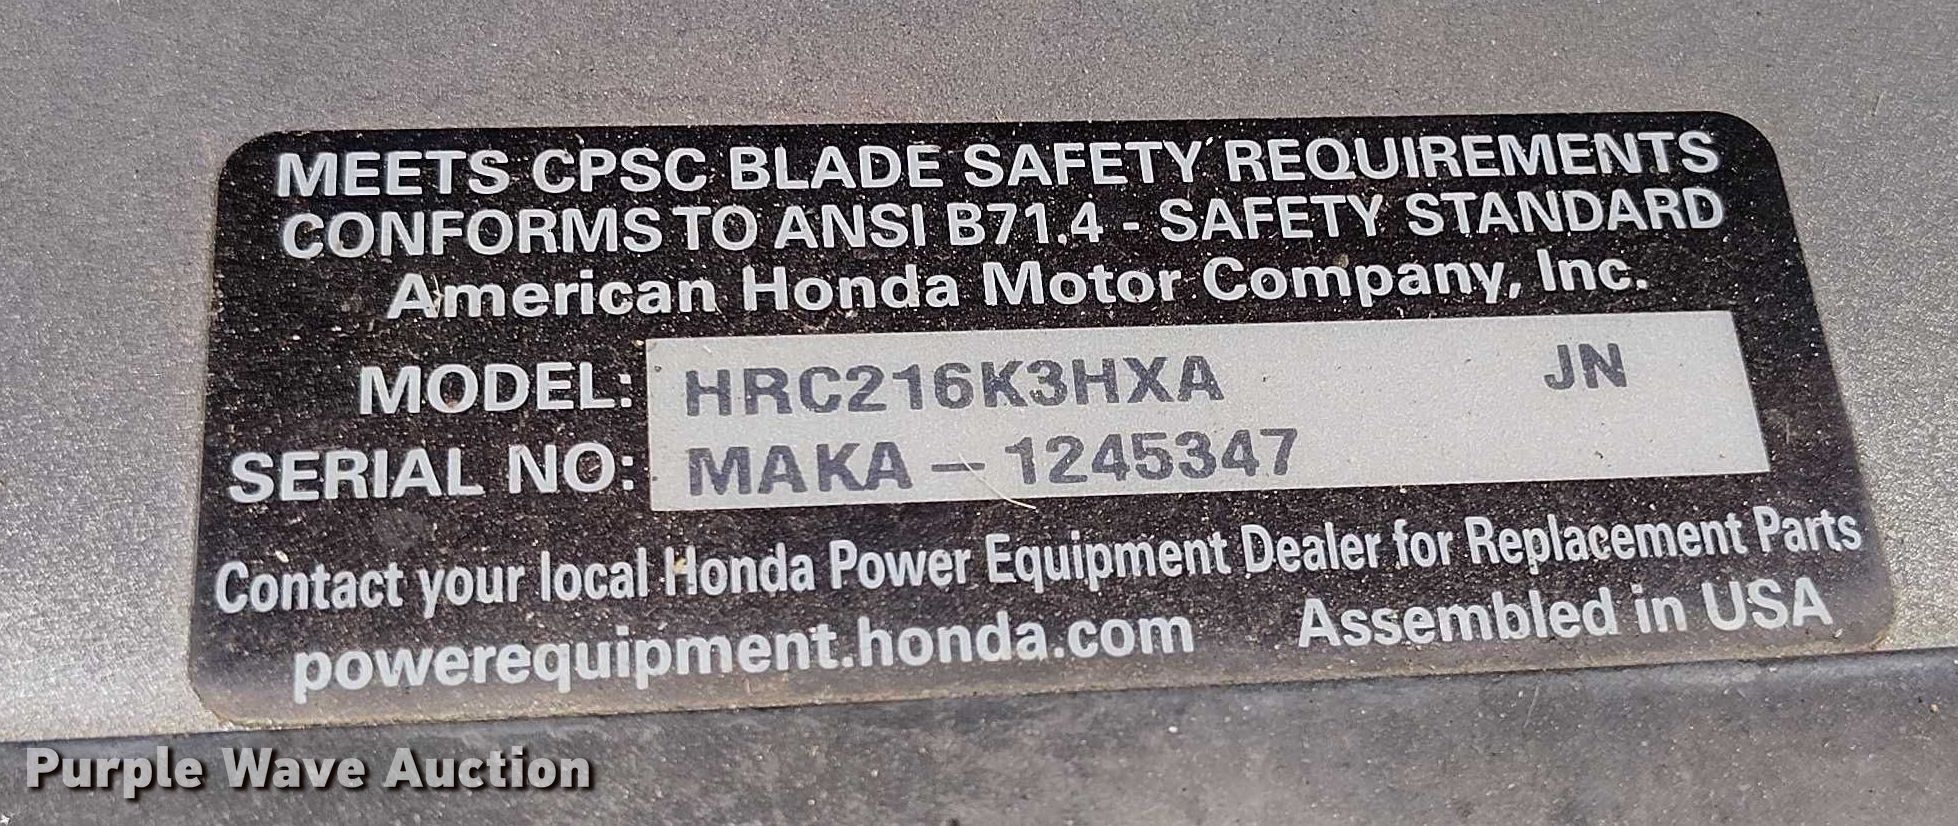 MEETS CPSC BLADE SAFETY REQUIREMENTS
CONFORMS TO ANSI B71.4 - SAFETY STANDARD
American Honda Motor Company, Inc.
MODEL: HRC216K3HXA JN
SERIAL NO: MAKA – 1245347
Contact your local Honda Power Equipment Dealer for Replacement Parts
powerequipment.honda.com Assembled in USA
Purple Wave Auction